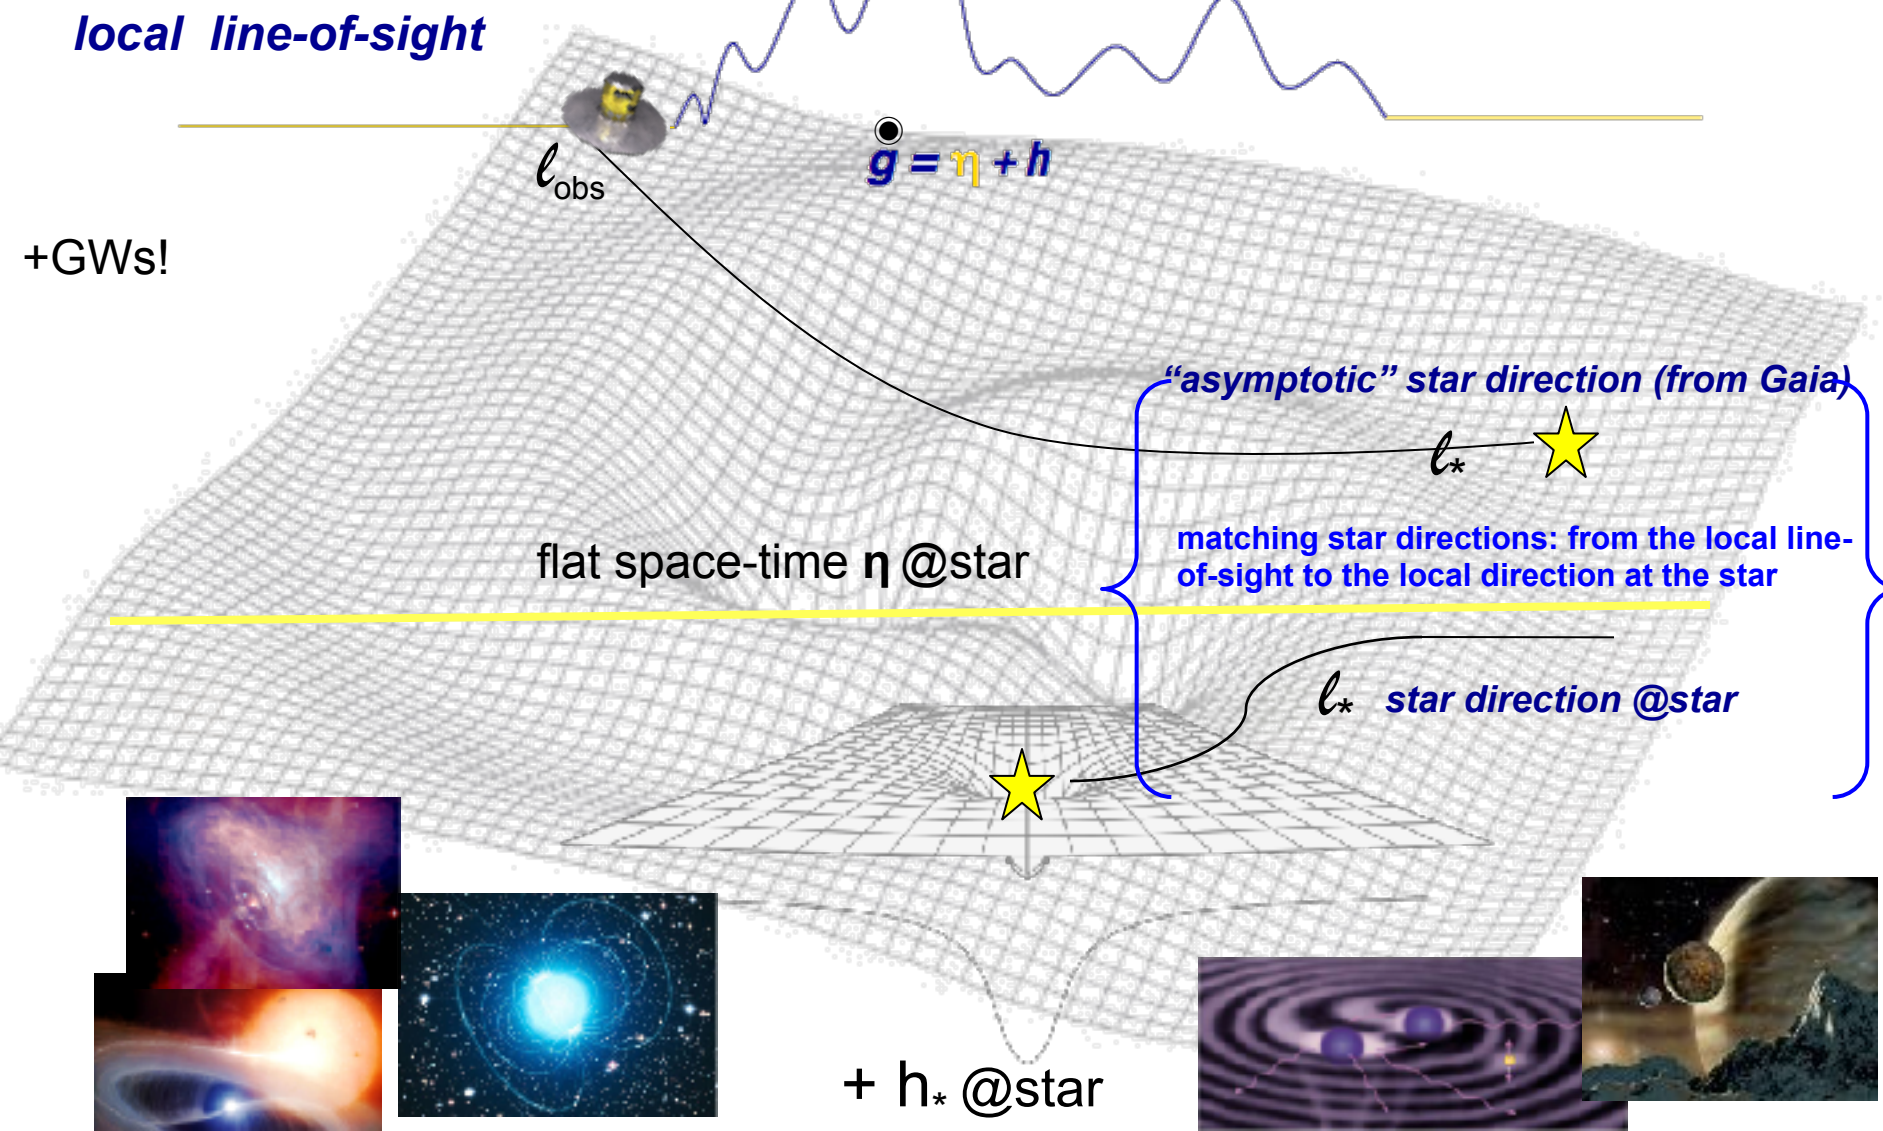 local line-of-sight
ℓobs
g = η + h
+GWs!
“asymptotic” star direction (from Gaia)
ℓ*
matching star directions: from the local line-
of-sight to the local direction at the star
flat space-time η @star
ℓ* star direction @star
+ h* @star